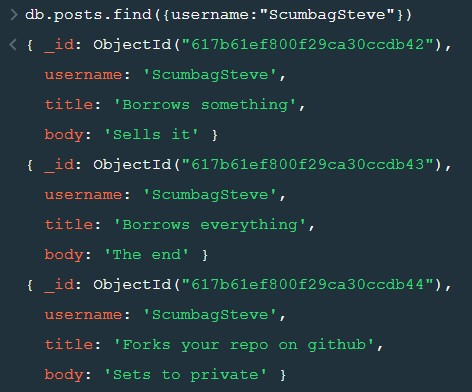 > db.posts.find({username:"ScumbagSteve"})
< { _id: ObjectId("617b61ef800f29ca30ccdb42"),
username: 'ScumbagSteve',
title: 'Borrows something',
body: 'Sells it' }
{ _id: ObjectId("617b61ef800f29ca30ccdb43"),
username: 'ScumbagSteve',
title: 'Borrows everything',
body: 'The end' }
{ _id: ObjectId("617b61ef800f29ca30ccdb44"),
username: 'ScumbagSteve',
title: 'Forks your repo on github',
body: 'Sets to private' }